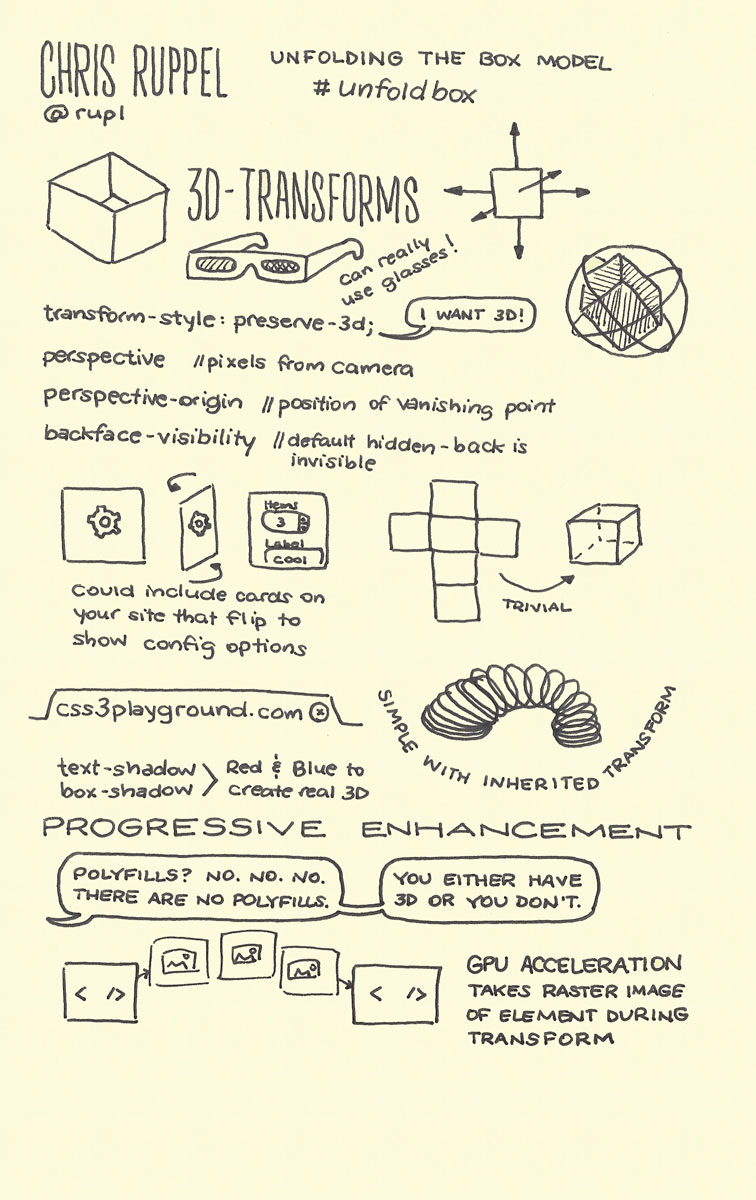 CHRIS RUPPEL
@rupl
UNFOLDING THE BOX MODEL
# unfoldbox
3D-TRANSFORMS
can really
use glasses!
transform-style: preserve-3d;
I WANT 3D!
perspective //pixels from camera
perspective-origin //position of vanishing point
backface-visibility //default hidden-back is
invisible
Items
3
Label
COOl
Could include cards on
your site that flip to
show config options
TRIVIAL
css3playground.com
SIMPLE WITH INHERITED TRANSFORM
text-shadow > Red & Blue to
box-shadow create real 3D
PROGRESSIVE ENHANCEMENT
POLYFILLS? NO. NO. NO.
THERE ARE NO POLYFILLS.
YOU EITHER HAVE
3D OR YOU DON'T.
< />
< />
GPU ACCELERATION
TAKES RASTER IMAGE
OF ELEMENT DURING
TRANSFORM